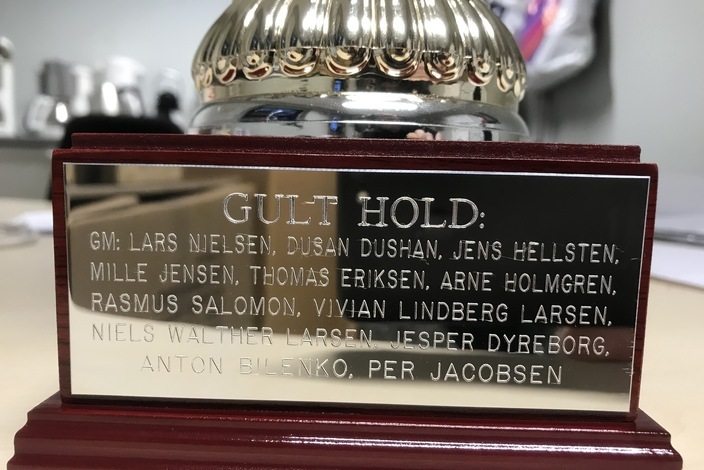 GULT HOLD:
GM: LARS NIELSEN, DUSAN DUSHAN, JENS HELLSTEN,
MILLE JENSEN, THOMAS ERIKSEN, ARNE HOLMGREN,
RASMUS SALOMON, VIVIAN LINDBERG LARSEN,
NIELS WALTHER LARSEN, JESPER DYREBORG,
ANTON BILENKO, PER JACOBSEN